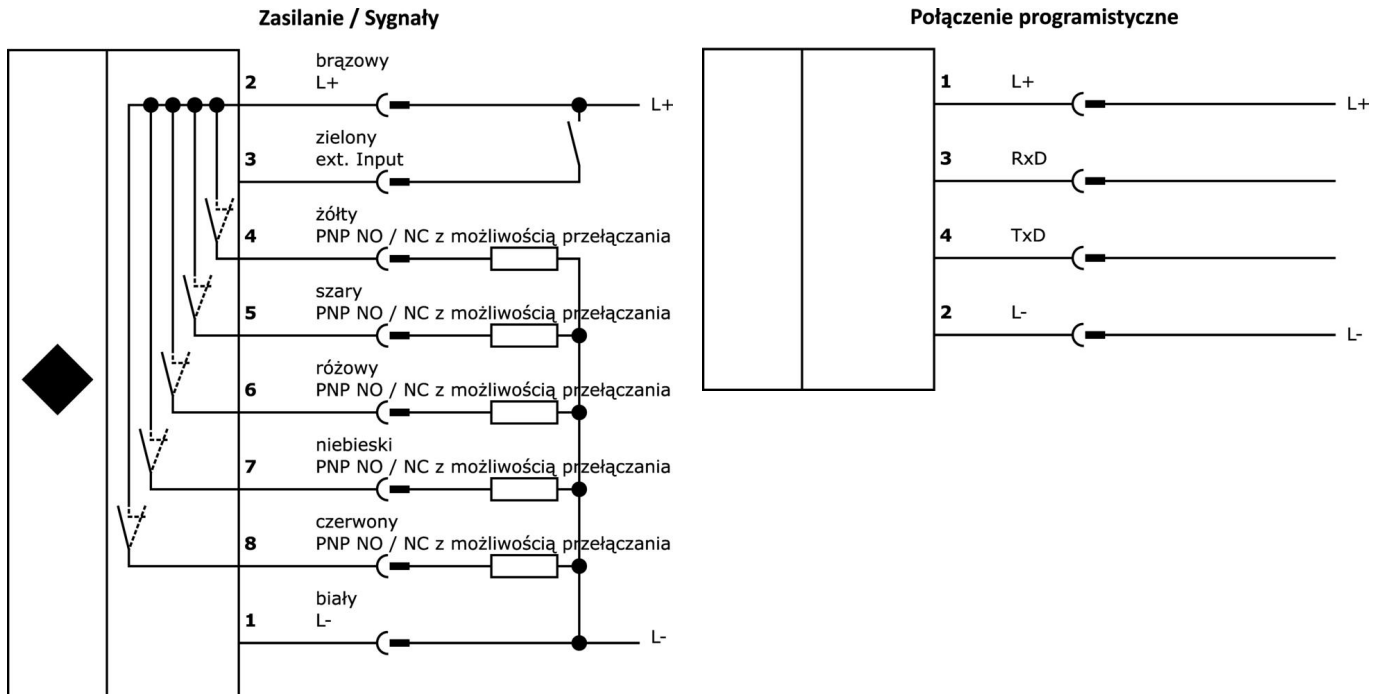 Zasilanie / Sygnały
brązowy
2 L+
L+
zielony
3 ext. Input
żółty
4 PNP NO / NC z możliwością przełączania
szary
5 PNP NO / NC z możliwością przełączania
różowy
6 PNP NO / NC z możliwością przełączania
niebieski
7 PNP NO / NC z możliwością przełączania
czerwony
8 PNP NO / NC z możliwością przełączania
biały
1 L-
L-
Połączenie programistyczne
1 L+
L+
3 RxD
4 TxD
2 L-
L-